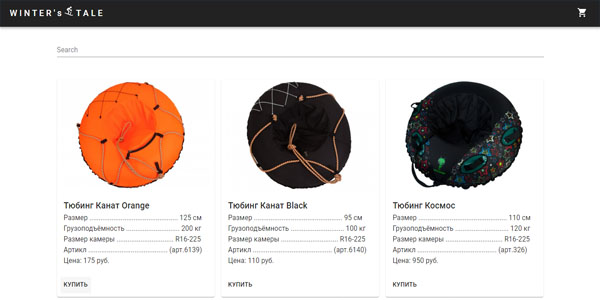 WINTER's TALE
Search
Тюбинг Канат Orange
Размер ........................................ 125 см
Грузоподъёмность ........................ 200 кг
Размер камеры ........................... R16-225
Артикл ...................................... (арт.6139)
Цена: 175 руб.
КУПИТЬ
Тюбинг Канат Black
Размер ........................................ 95 см
Грузоподъёмность ........................ 100 кг
Размер камеры ........................... R16-225
Артикл ...................................... (арт.6140)
Цена: 110 руб.
КУПИТЬ
Тюбинг Космос
Размер ........................................ 110 см
Грузоподъёмность ........................ 120 кг
Размер камеры ........................... R16-225
Артикл ...................................... (арт.326)
Цена: 950 руб.
КУПИТЬ